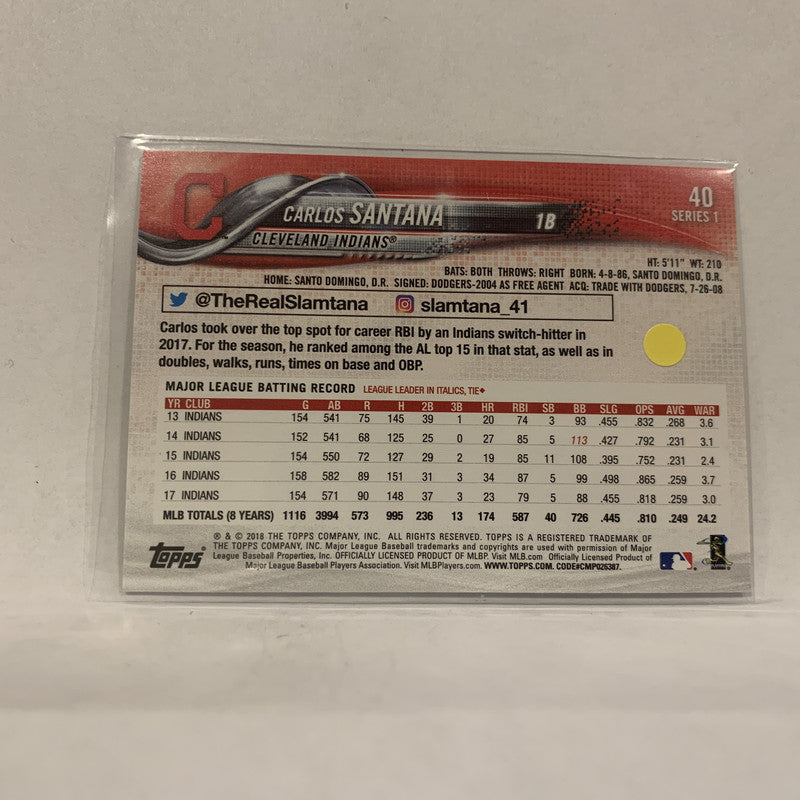 C
CARLOS SANTANA
1B
40
SERIES 1
CLEVELAND INDIANS®
HT: 5'11" WT: 210
BATS: BOTH THROWS: RIGHT BORN: 4-8-86, SANTO DOMINGO, D.R.
HOME: SANTO DOMINGO, D.R. SIGNED: DODGERS-2004 AS FREE AGENT ACQ: TRADE WITH DODGERS, 7-26-08
@TheRealSlamtana slamtana_41
Carlos took over the top spot for career RBI by an Indians switch-hitter in
2017. For the season, he ranked among the AL top 15 in that stat, as well as in
doubles, walks, runs, times on base and OBP.
MAJOR LEAGUE BATTING RECORD LEAGUE LEADER IN ITALICS, TIE♦
YR CLUB G AB R H 2B 3B HR RBI SB BB SLG OPS AVG WAR
13 INDIANS 154 541 75 145 39 1 20 74 3 93 .455 .832 .268 3.6
14 INDIANS 152 541 68 125 25 0 27 85 5 113 .427 .792 .231 3.1
15 INDIANS 154 550 72 127 29 2 19 85 11 108 .395 .752 .231 2.4
16 INDIANS 158 582 89 151 31 3 34 87 5 99 .498 .865 .259 3.7
17 INDIANS 154 571 90 148 37 3 23 79 5 88 .455 .818 .259 3.0
MLB TOTALS (8 YEARS) 1116 3994 573 995 236 13 174 587 40 726 .445 .810 .249 24.2
® & © 2018 THE TOPPS COMPANY, INC. ALL RIGHTS RESERVED. TOPPS IS A REGISTERED TRADEMARK OF
THE TOPPS COMPANY, INC. Major League Baseball trademarks and copyrights are used with permission of Major
League Baseball Properties, Inc. OFFICIALLY LICENSED PRODUCT OF MLBP. Visit MLB.com Officially Licensed Product of
Major League Baseball Players Association. Visit MLBPlayers.com. WWW.TOPPS.COM. CODE#CMP026387.
Topps